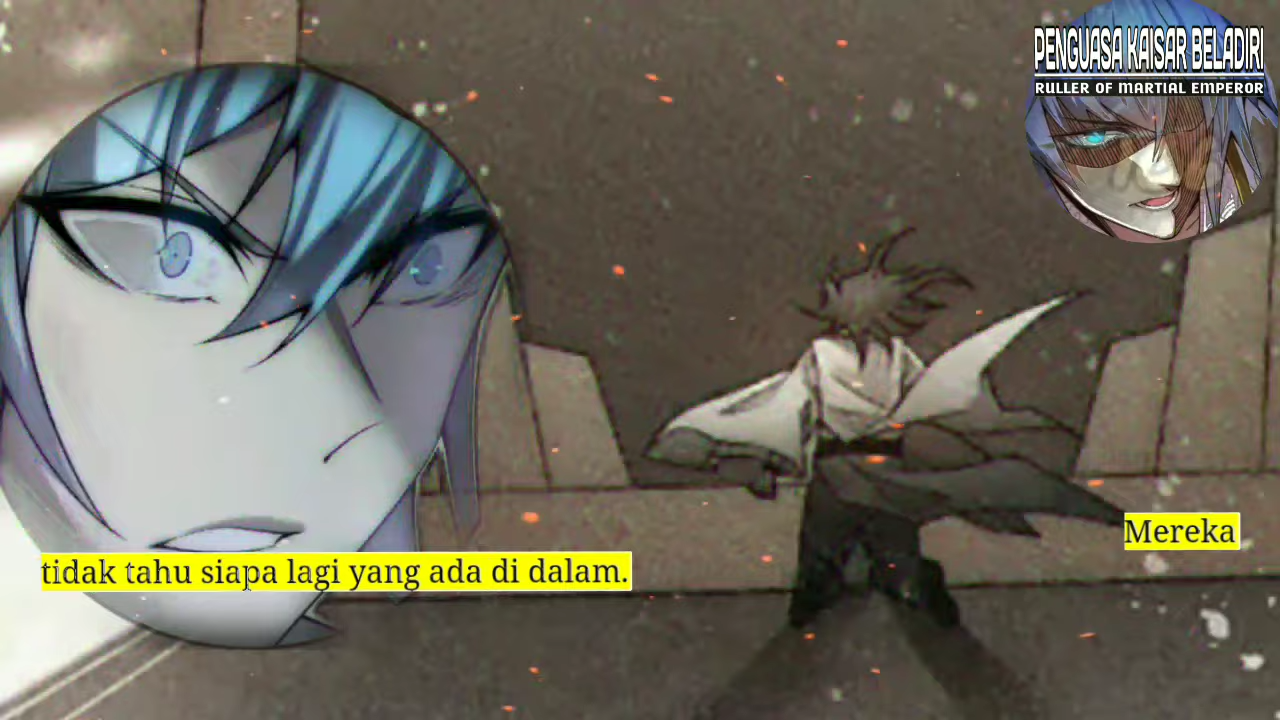 PENGUASA KAISAR BELADIRI
RULLER OF MARTIAL EMPEROR
Mereka
tidak tahu siapa lagi yang ada di dalam.